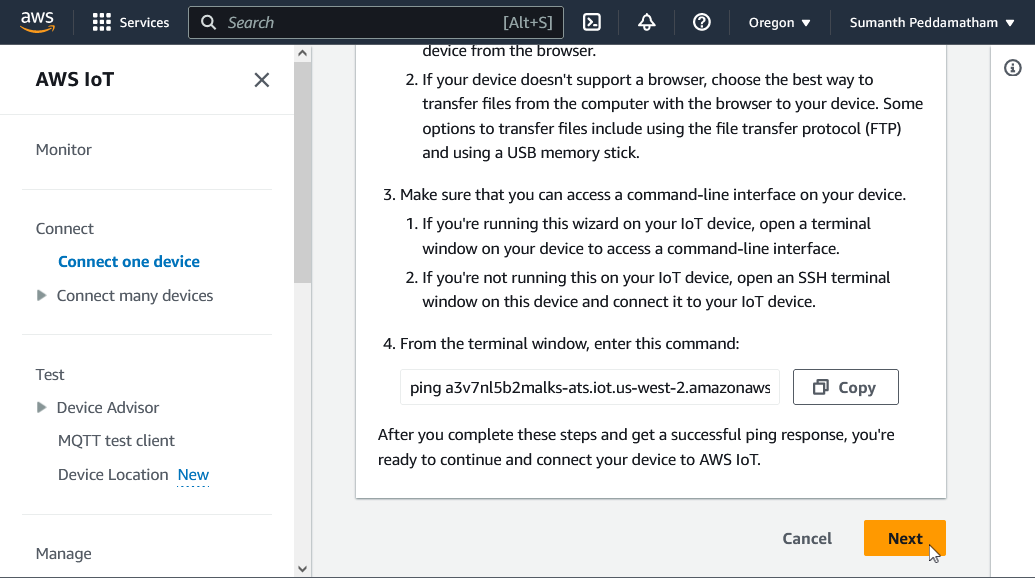 aws
Services
Search [Alt+S]
Oregon
Sumanth Peddamatham
AWS IoT
Monitor
Connect
Connect one device
Connect many devices
Test
Device Advisor
MQTT test client
Device Location New
Manage
device from the browser.
2. If your device doesn't support a browser, choose the best way to
transfer files from the computer with the browser to your device. Some
options to transfer files include using the file transfer protocol (FTP)
and using a USB memory stick.
3. Make sure that you can access a command-line interface on your device.
1. If you're running this wizard on your IoT device, open a terminal
window on your device to access a command-line interface.
2. If you're not running this on your IoT device, open an SSH terminal
window on this device and connect it to your IoT device.
4. From the terminal window, enter this command:
ping a3v7nl5b2malks-ats.iot.us-west-2.amazonaws
Copy
After you complete these steps and get a successful ping response, you're
ready to continue and connect your device to AWS IoT.
Cancel
Next